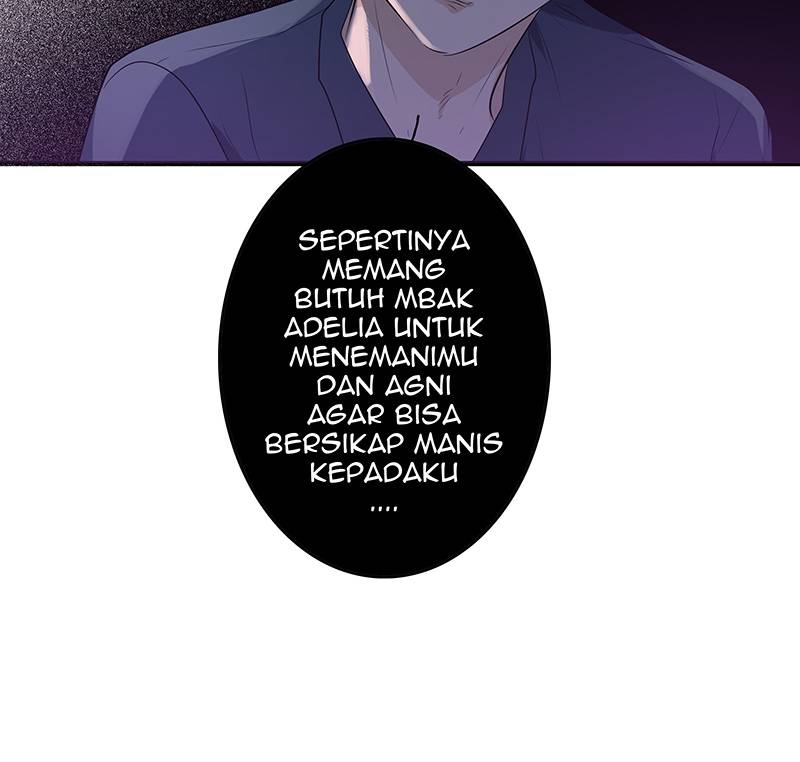 SEPERTINYA
MEMANG
BUTUH MBAK
ADELIA UNTUK
MENEMANIMU
DAN AGNI
AGAR BISA
BERSIKAP MANIS
KEPADAKU
....